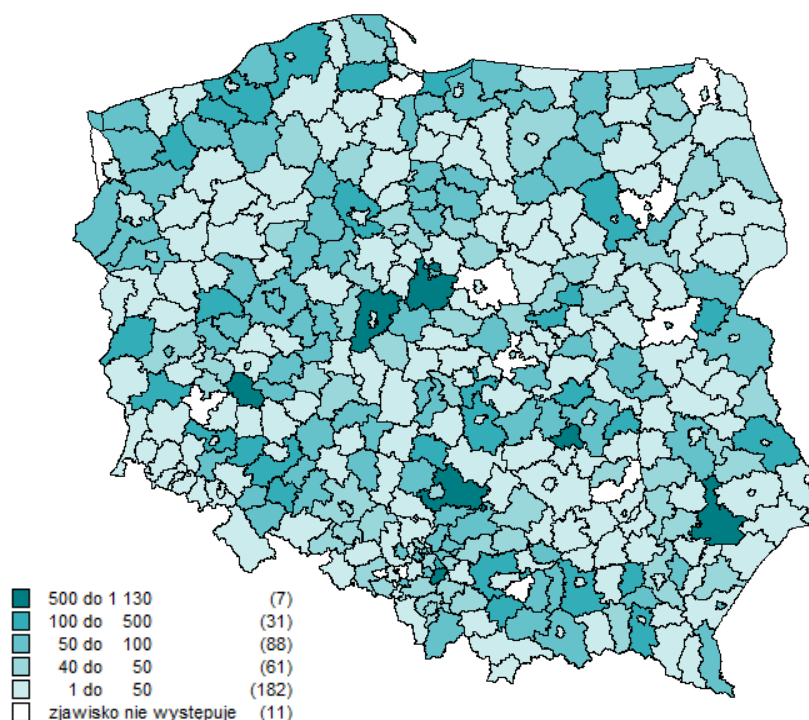 500 do 1 130 (7)
100 do 500 (31)
50 do 100 (88)
40 do 50 (61)
1 do 50 (182)
zjawisko nie występuje (11)